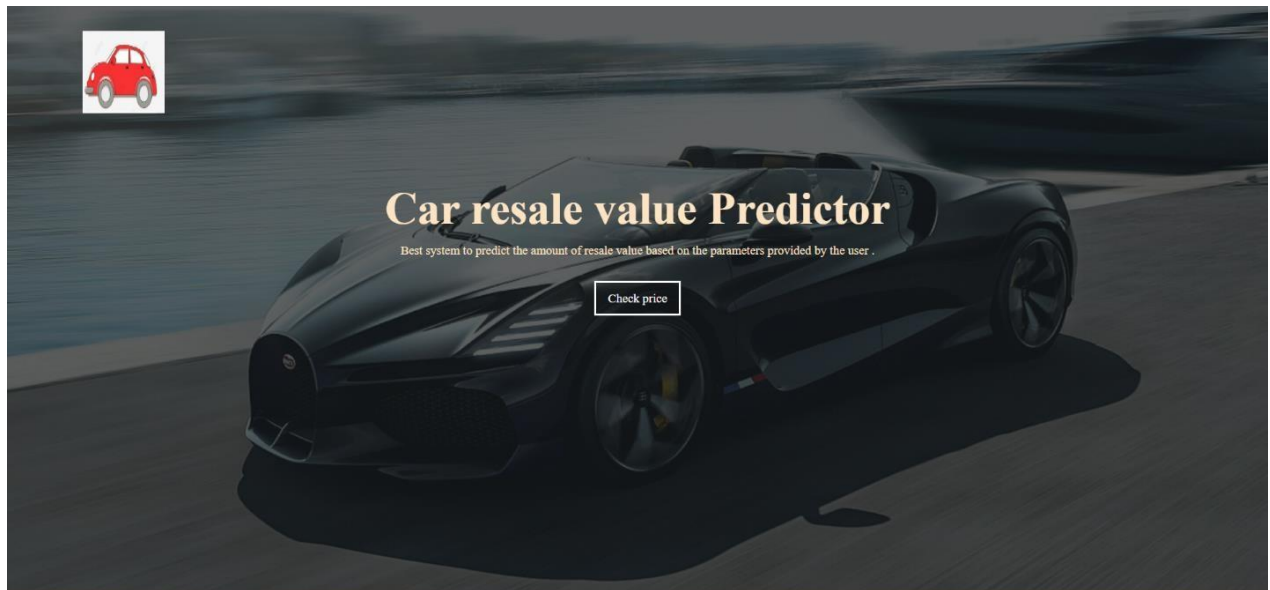 Car resale value Predictor
Best system to predict the amount of resale value based on the parameters provided by the user .
Check price